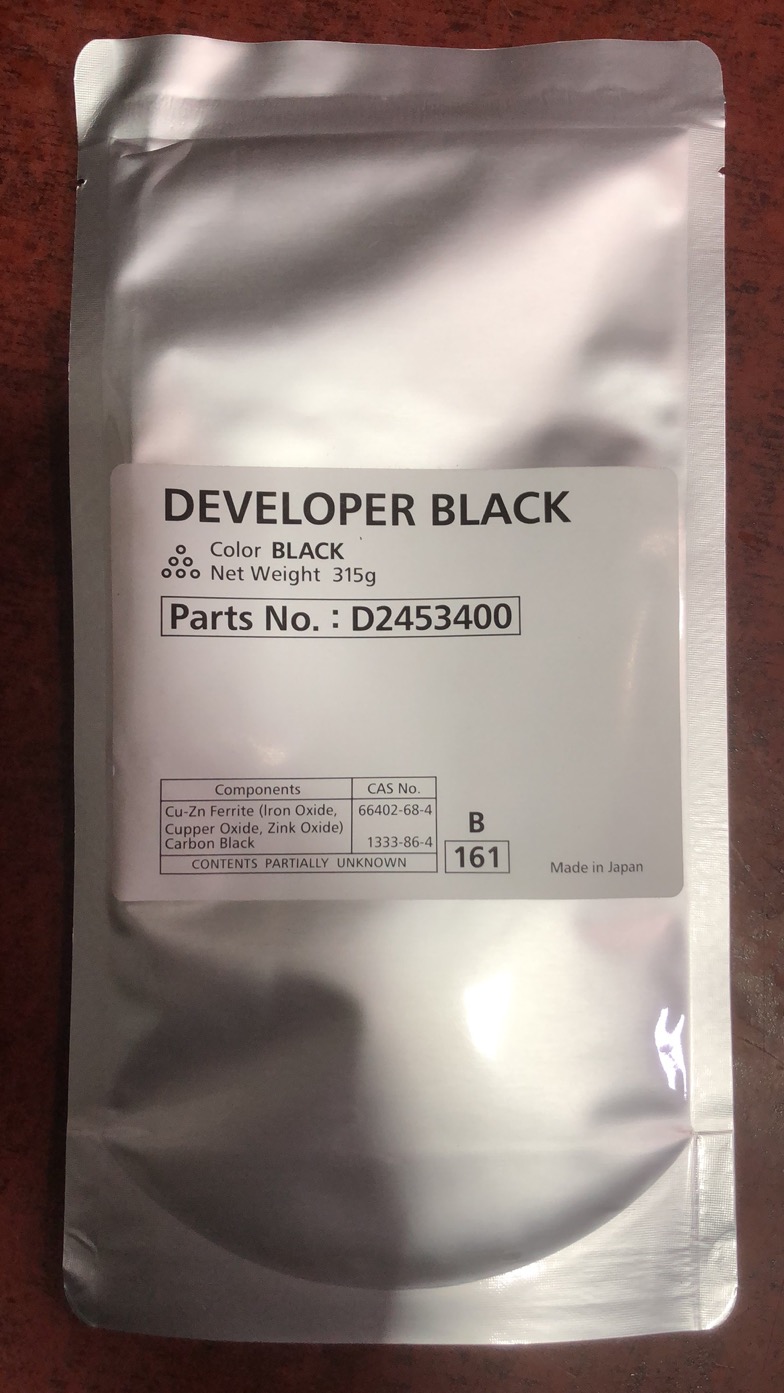 DEVELOPER BLACK
Color BLACK
Net Weight 315g
Parts No. : D2453400
Components CAS No.
Cu-Zn Ferrite (Iron Oxide, 66402-68-4
Cupper Oxide, Zink Oxide)
Carbon Black 1333-86-4
CONTENTS PARTIALLY UNKNOWN
B
161
Made in Japan